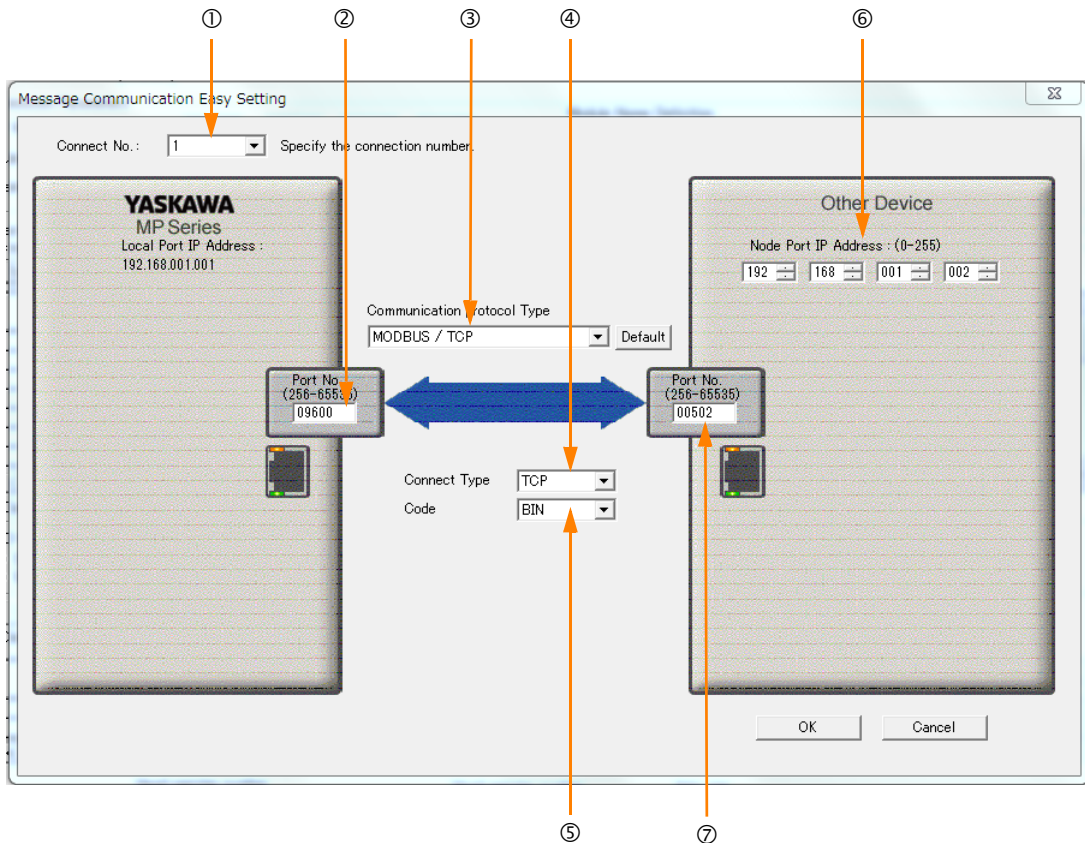 ① ② ③ ④ ⑥
Message Communication Easy Setting
Connect No. : 1 Specify the connection number.
YASKAWA
MP Series
Local Port IP Address :
192.168.001.001
Other Device
Node Port IP Address : (0-255)
192 168 001 002
Communication protocol Type
MODBUS / TCP Default
Port No.
(256-65535)
09600
Port No.
(256-65535)
00502
Connect Type TCP
Code BIN
OK Cancel
⑤ ⑦